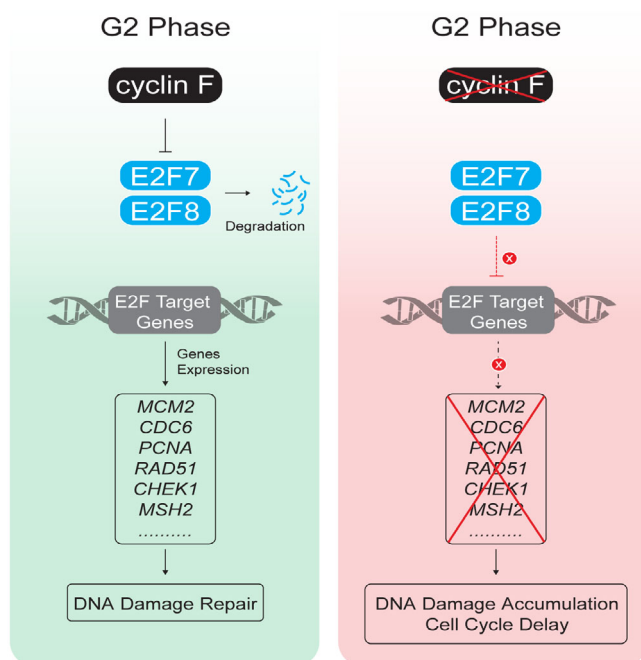 G2 Phase
cyclin F
E2F7
E2F8
Degradation
E2F Target
Genes
Genes
Expression
MCM2
CDC6
PCNA
RAD51
CHEK1
MSH2
..........
DNA Damage Repair
G2 Phase
cyclin F
E2F7
E2F8
x
E2F Target
Genes
x
MCM2
CDC6
PCNA
RAD51
CHEK1
MSH2
..........
DNA Damage Accumulation
Cell Cycle Delay